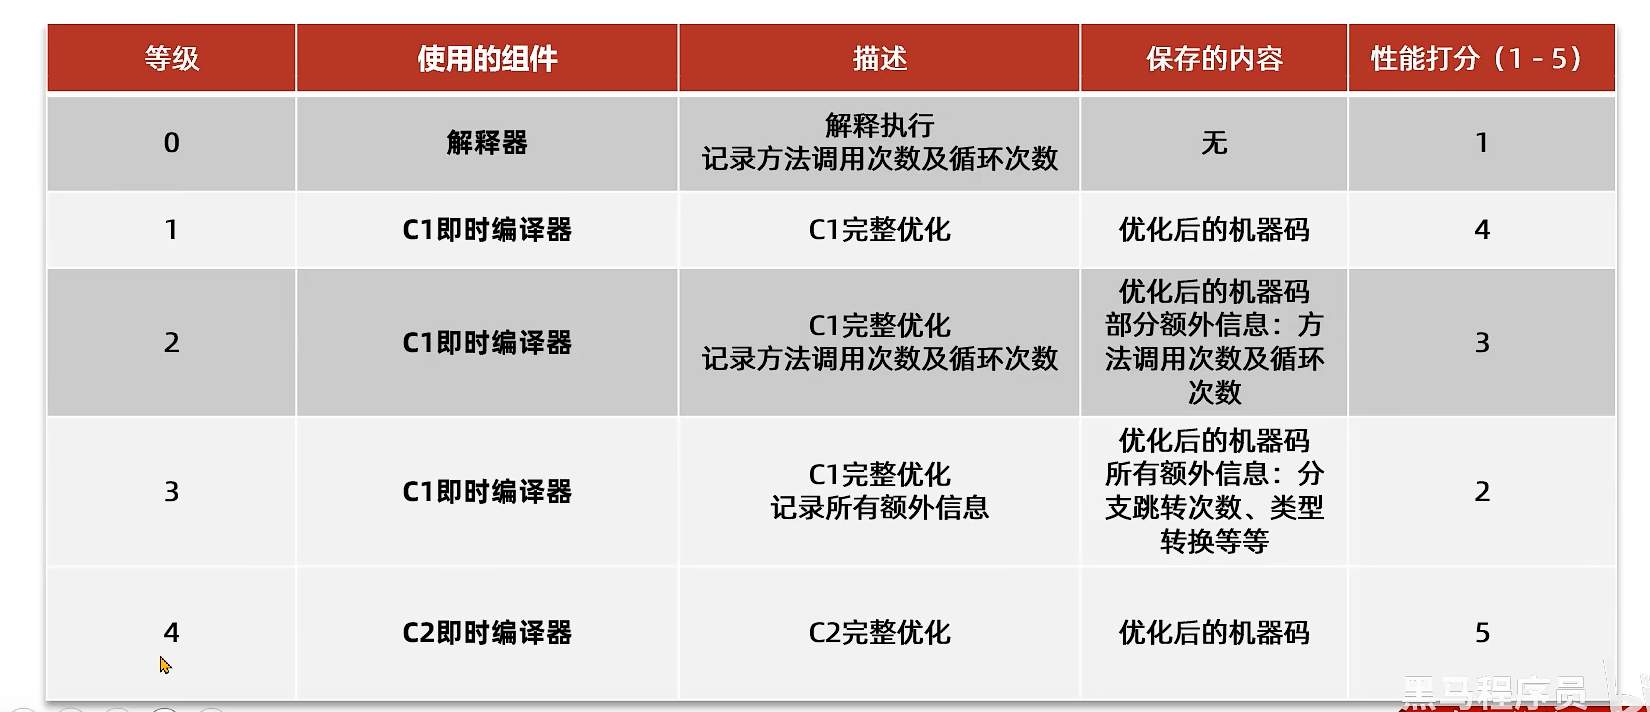 等级 使用的组件 描述 保存的内容 性能打分（1 - 5）
0 解释器 解释执行 无 1
记录方法调用次数及循环次数
1 C1即时编译器 C1完整优化 优化后的机器码 4
2 C1即时编译器 C1完整优化 优化后的机器码 3
记录方法调用次数及循环次数 部分额外信息：方
法调用次数及循环
次数
3 C1即时编译器 C1完整优化 优化后的机器码 2
记录所有额外信息 所有额外信息：分
支跳转次数、类型
转换等等
4 C2即时编译器 C2完整优化 优化后的机器码 5
黑马程序员